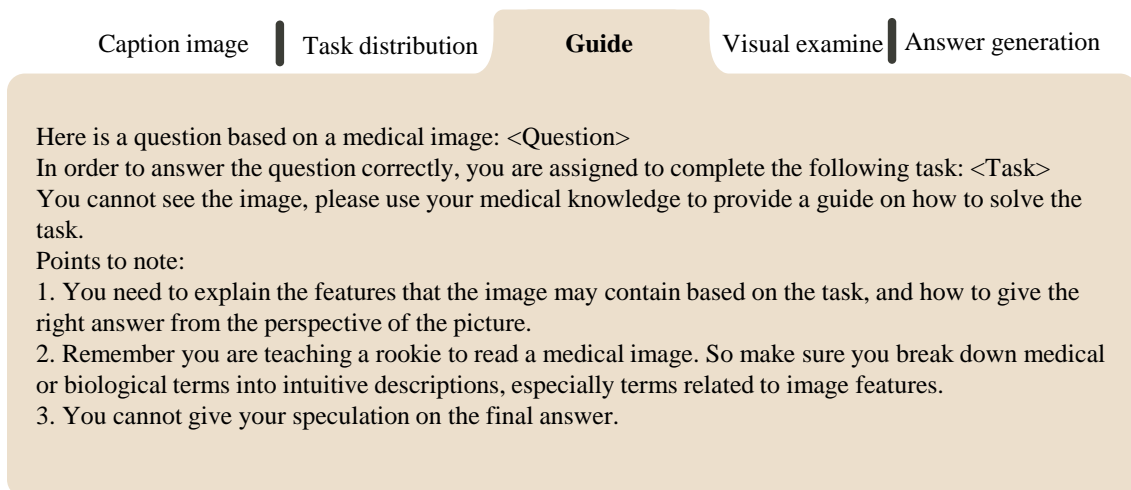 Caption image
Task distribution
Guide
Visual examine
Answer generation
Here is a question based on a medical image: <Question>
In order to answer the question correctly, you are assigned to complete the following task: <Task>
You cannot see the image, please use your medical knowledge to provide a guide on how to solve the
task.
Points to note:
1. You need to explain the features that the image may contain based on the task, and how to give the
right answer from the perspective of the picture.
2. Remember you are teaching a rookie to read a medical image. So make sure you break down medical
or biological terms into intuitive descriptions, especially terms related to image features.
3. You cannot give your speculation on the final answer.